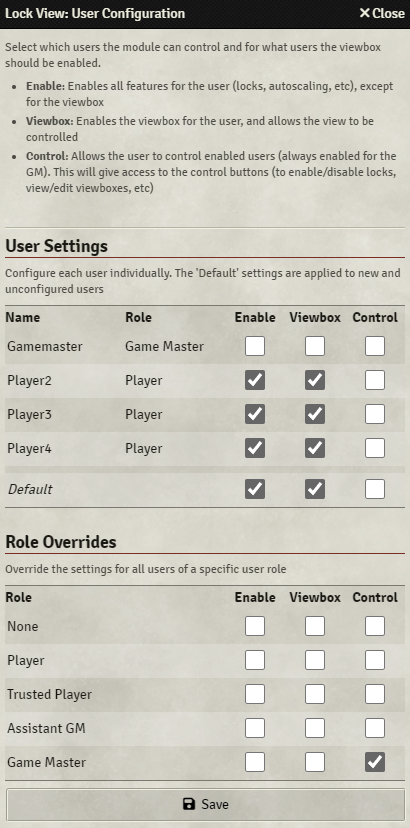 Lock View: User Configuration ✕Close
Select which users the module can control and for what users the viewbox
should be enabled.
• Enable: Enables all features for the user (locks, autoscaling, etc), except
for the viewbox
• Viewbox: Enables the viewbox for the user, and allows the view to be
controlled
• Control: Allows the user to control enabled users (always enabled for the
GM). This will give access to the control buttons (to enable/disable locks,
view/edit viewboxes, etc)
User Settings
Configure each user individually. The 'Default' settings are applied to new and
unconfigured users
Name Role Enable Viewbox Control
Gamemaster Game Master
Player2 Player
Player3 Player
Player4 Player
Default
Role Overrides
Override the settings for all users of a specific user role
Role Enable Viewbox Control
None
Player
Trusted Player
Assistant GM
Game Master
Save